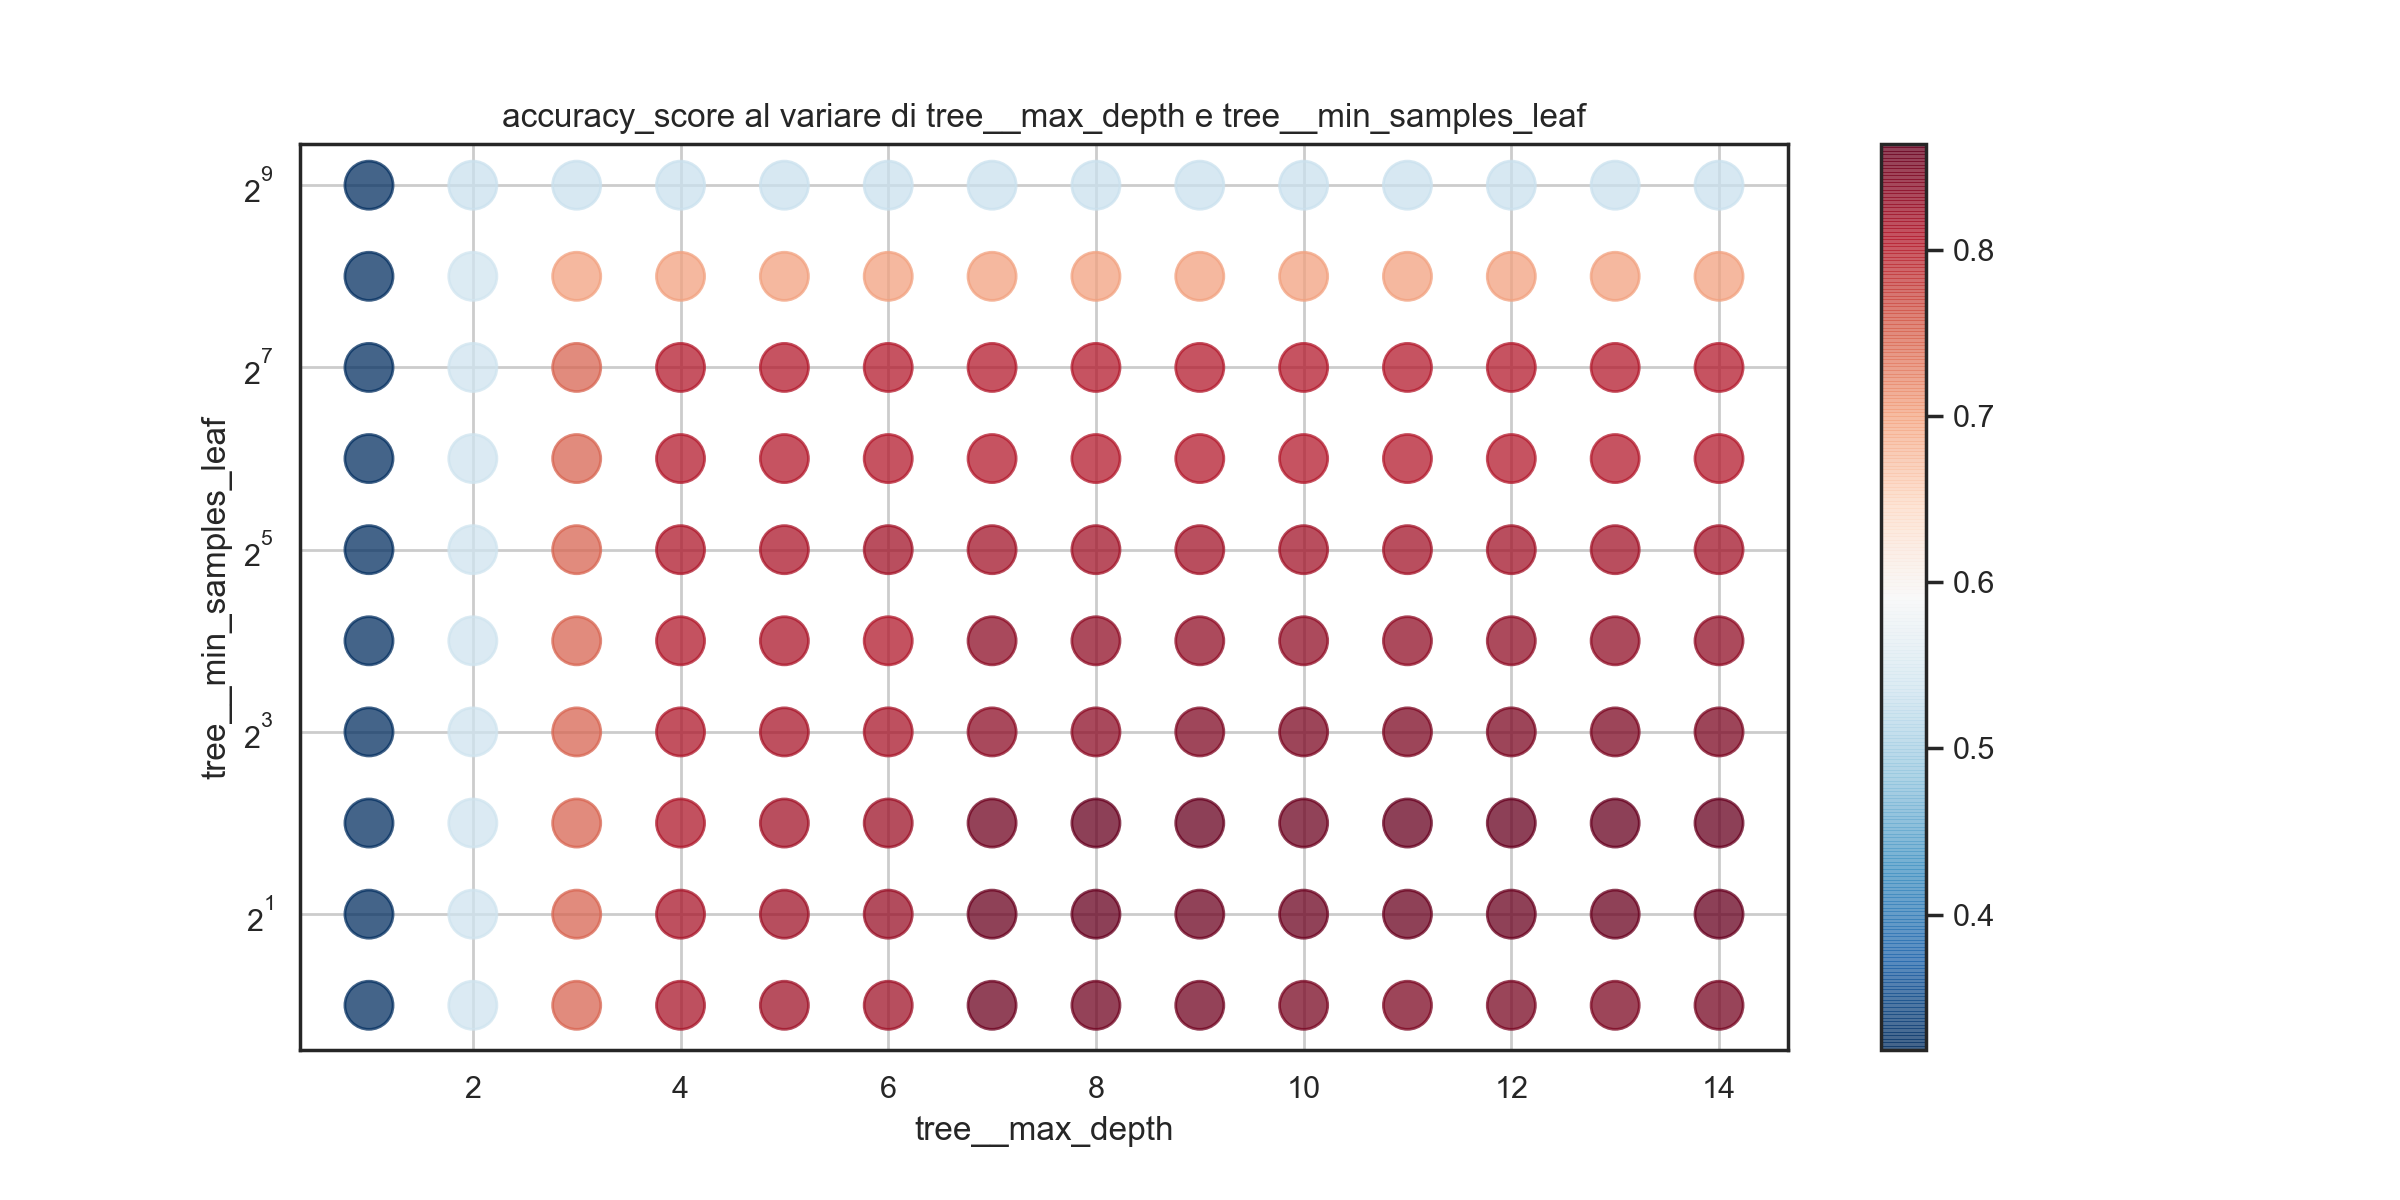 accuracy_score al variare di tree__max_depth e tree__min_samples_leaf
tree__min_samples_leaf
2^9
2^7
2^5
2^3
2^1
2 4 6 8 10 12 14
tree__max_depth
0.8
0.7
0.6
0.5
0.4